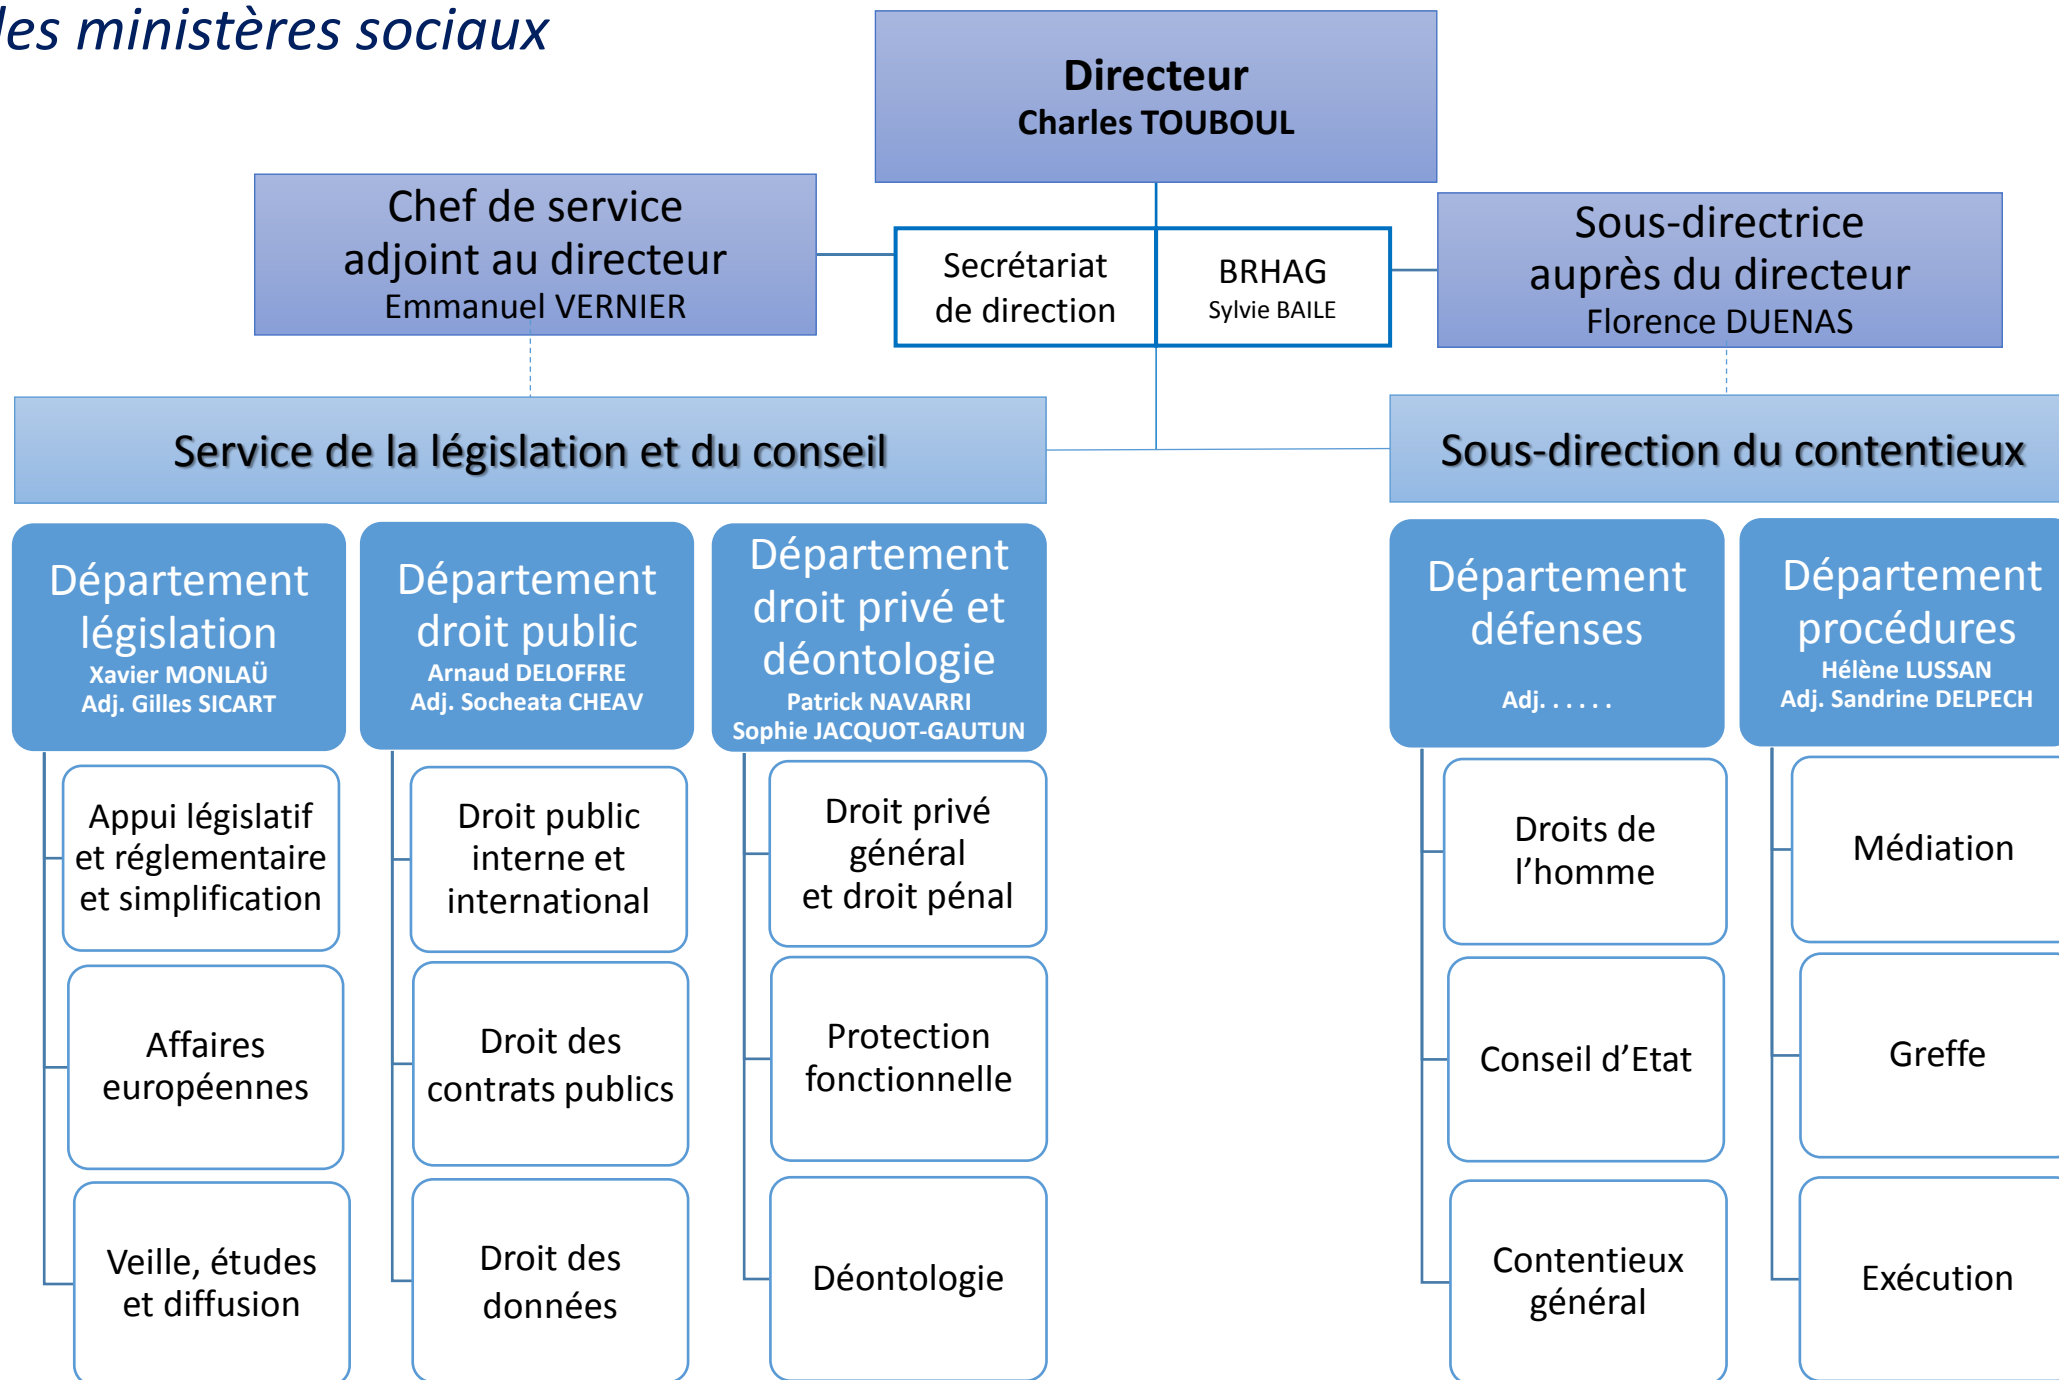 les ministères sociaux
Directeur
Charles TOUBOUL
Chef de service
adjoint au directeur
Emmanuel VERNIER
Secrétariat
de direction
BRHAG
Sylvie BAILE
Sous-directrice
auprès du directeur
Florence DUENAS
Service de la législation et du conseil
Sous-direction du contentieux
Département
législation
Xavier MONLAÜ
Adj. Gilles SICART
Département
droit public
Arnaud DELOFFRE
Adj. Socheata CHEAV
Département
droit privé et
déontologie
Patrick NAVARRI
Sophie JACQUOT-GAUTUN
Département
défenses
Adj. . . . . .
Département
procédures
Hélène LUSSAN
Adj. Sandrine DELPECH
Appui législatif
et réglementaire
et simplification
Affaires
européennes
Veille, études
et diffusion
Droit public
interne et
international
Droit des
contrats publics
Droit des
données
Droit privé
général
et droit pénal
Protection
fonctionnelle
Déontologie
Droits de
l’homme
Conseil d’Etat
Contentieux
général
Médiation
Greffe
Exécution